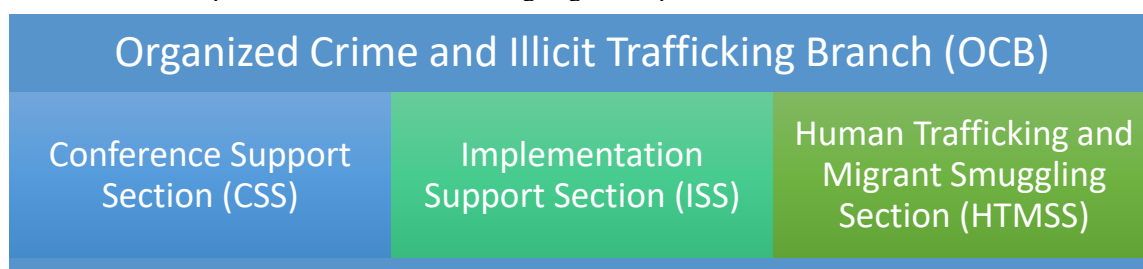 Organized Crime and Illicit Trafficking Branch (OCB)
Conference Support
Section (CSS)
Implementation
Support Section (ISS)
Human Trafficking and
Migrant Smuggling
Section (HTMSS)